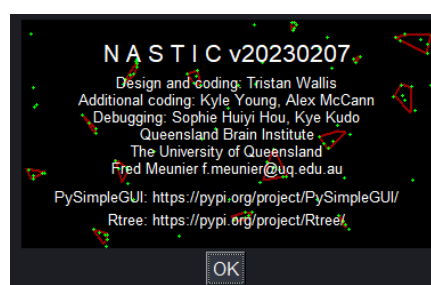 N A S T I C v20230207
Design and coding: Tristan Wallis
Additional coding: Kyle Young, Alex McCann
Debugging: Sophie Huiyi Hou, Kye Kudo
Queensland Brain Institute
The University of Queensland
Fred Meunier f.meunier@uq.edu.au
PySimpleGUI: https://pypi.org/project/PySimpleGUI/
Rtree: https://pypi.org/project/Rtree/
OK